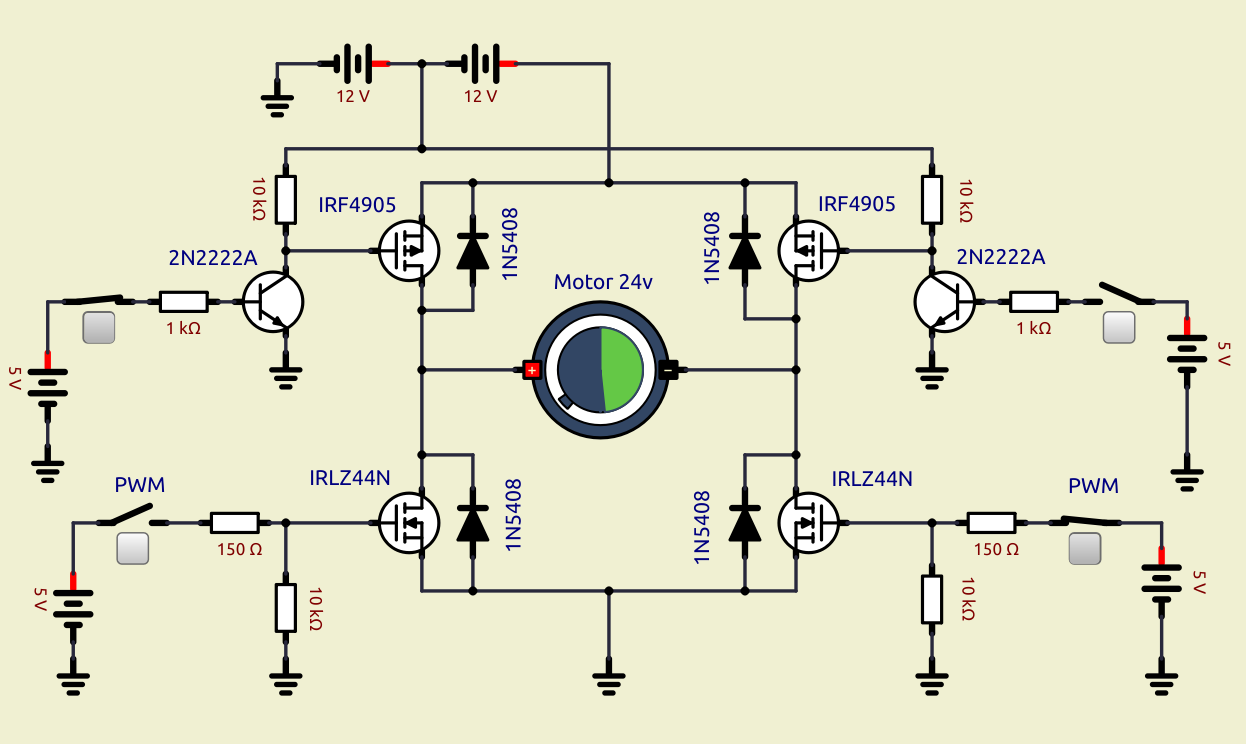 12 V
12 V
10 kΩ
IRF4905
1N5408
1N5408
IRF4905
10 kΩ
2N2222A
2N2222A
Motor 24v
1 kΩ
1 kΩ
5 V
5 V
+
−
PWM
IRLZ44N
1N5408
1N5408
IRLZ44N
PWM
150 Ω
150 Ω
5 V
10 kΩ
10 kΩ
5 V